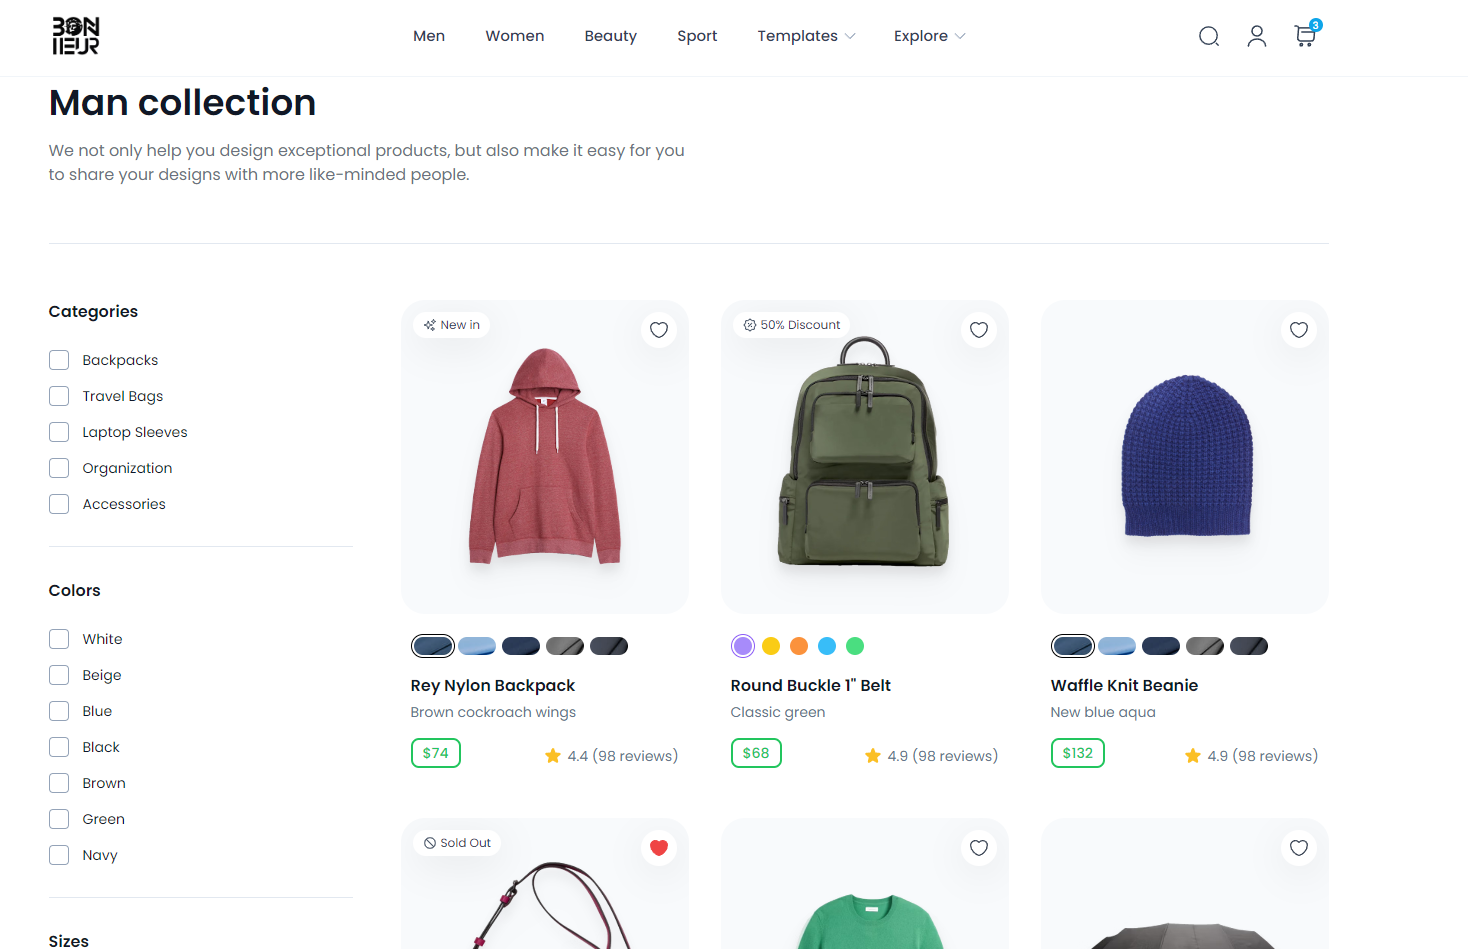 BON
HEUR
Men Women Beauty Sport Templates Explore
3
Man collection
We not only help you design exceptional products, but also make it easy for you
to share your designs with more like-minded people.
Categories
Backpacks
Travel Bags
Laptop Sleeves
Organization
Accessories
Colors
White
Beige
Blue
Black
Brown
Green
Navy
Sizes
New in
Rey Nylon Backpack
Brown cockroach wings
$74
4.4 (98 reviews)
50% Discount
Round Buckle 1" Belt
Classic green
$68
4.9 (98 reviews)
Waffle Knit Beanie
New blue aqua
$132
4.9 (98 reviews)
Sold Out